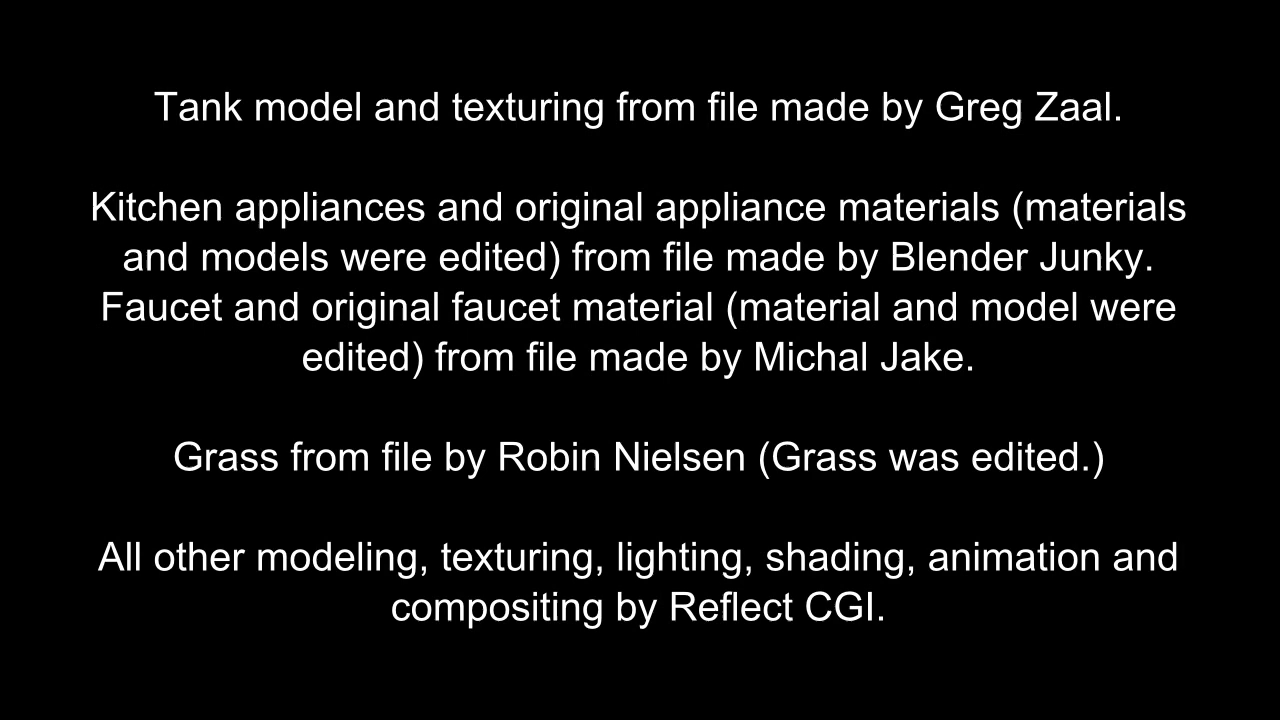 Tank model and texturing from file made by Greg Zaal.
Kitchen appliances and original appliance materials (materials
and models were edited) from file made by Blender Junky.
Faucet and original faucet material (material and model were
edited) from file made by Michal Jake.
Grass from file by Robin Nielsen (Grass was edited.)
All other modeling, texturing, lighting, shading, animation and
compositing by Reflect CGI.